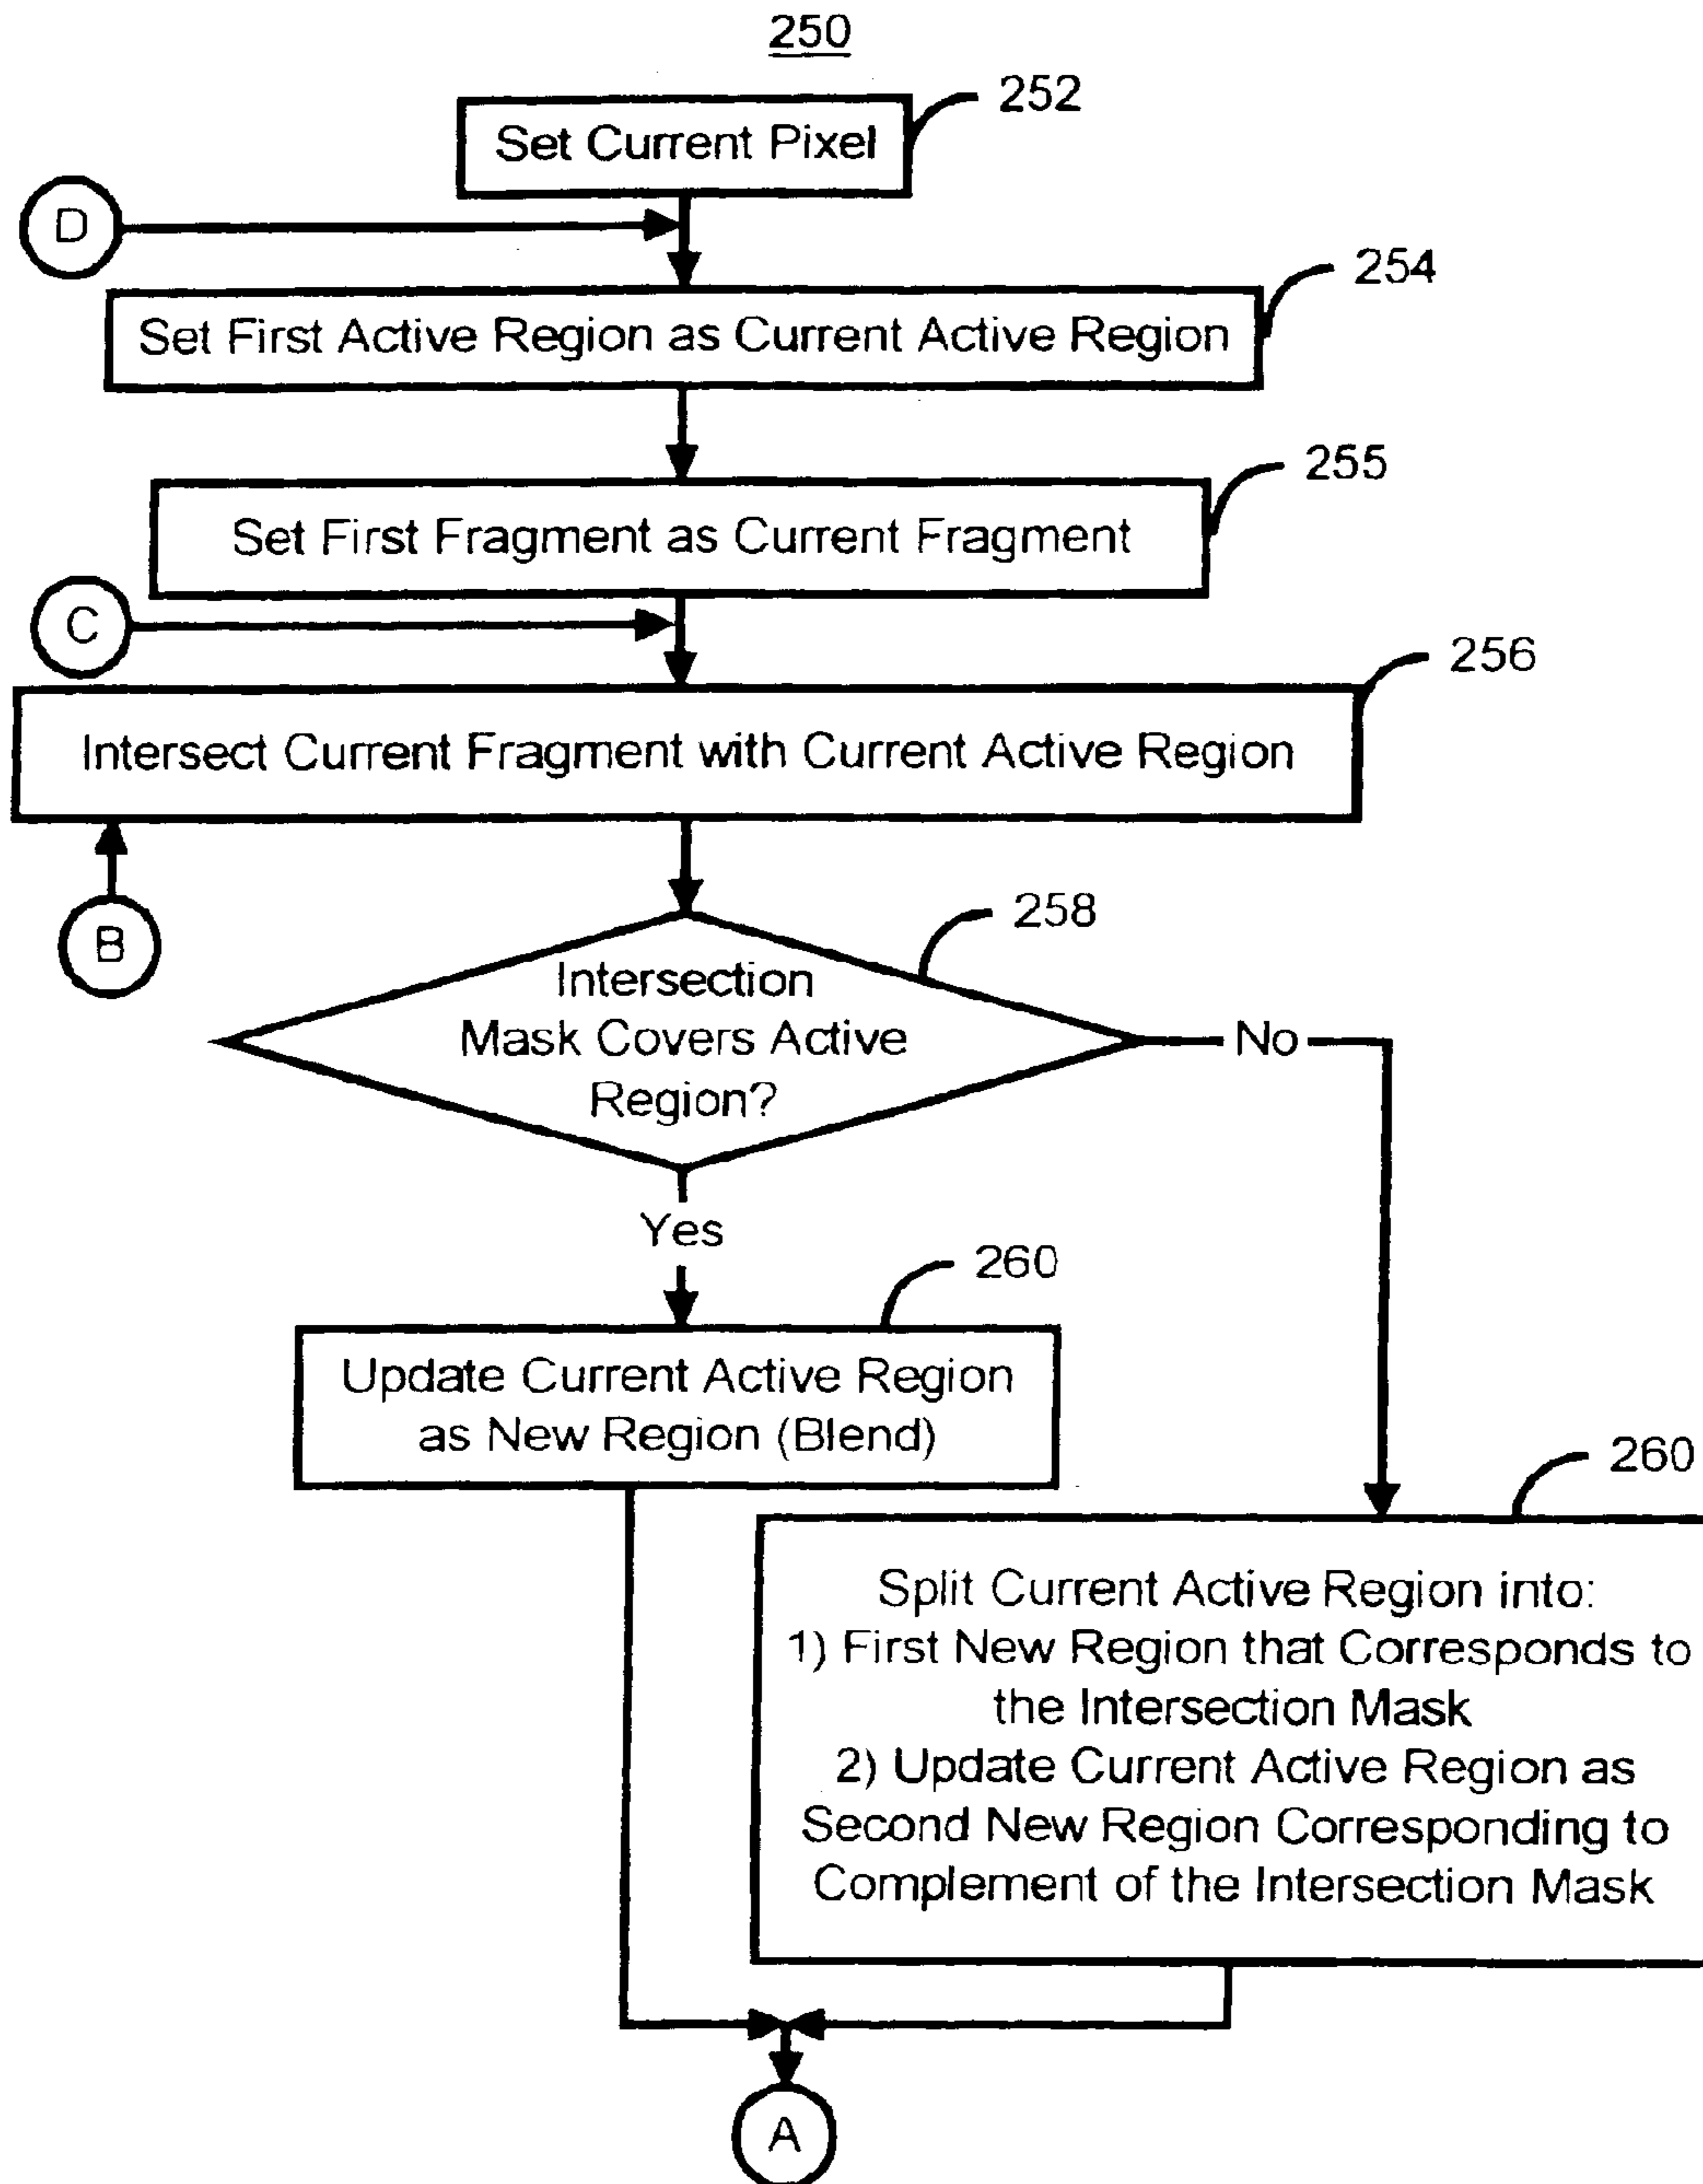 250
252
Set Current Pixel
D
254
Set First Active Region as Current Active Region
255
Set First Fragment as Current Fragment
C
256
Intersect Current Fragment with Current Active Region
B
258
Intersection
Mask Covers Active
Region?
No
Yes
260
Update Current Active Region
as New Region (Blend)
260
Split Current Active Region into:
1) First New Region that Corresponds to
the Intersection Mask
2) Update Current Active Region as
Second New Region Corresponding to
Complement of the Intersection Mask
A